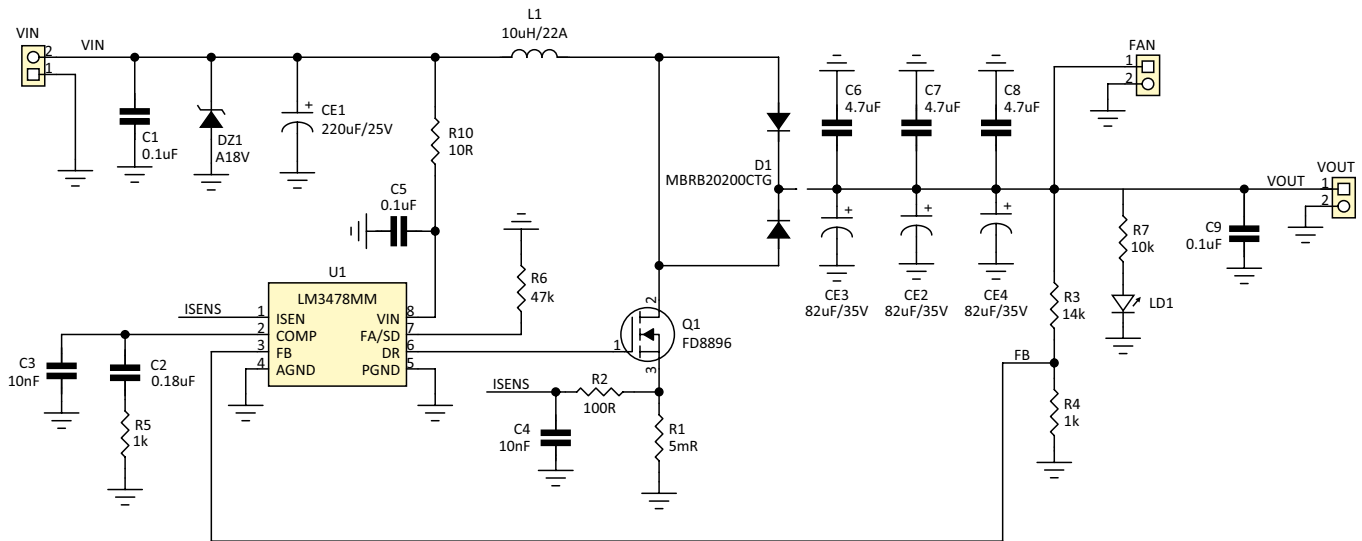 L1
10uH/22A
VIN
VIN
2
1
FAN
1
2
C6
4.7uF
C7
4.7uF
C8
4.7uF
C1
0.1uF
DZ1
A18V
CE1
220uF/25V
+
R10
10R
D1
MBRB20200CTG
VOUT
VOUT
1
2
C5
0.1uF
+
+
+
R7
10k
C9
0.1uF
R6
47k
CE3
82uF/35V
CE2
82uF/35V
CE4
82uF/35V
LD1
U1
LM3478MM
ISENS
1
ISEN
VIN
8
2
COMP
FA/SD
7
3
FB
DR
6
4
AGND
PGND
5
2
1
3
Q1
FD8896
R3
14k
FB
C3
10nF
C2
0.18uF
R5
1k
ISENS
R2
100R
C4
10nF
R1
5mR
R4
1k